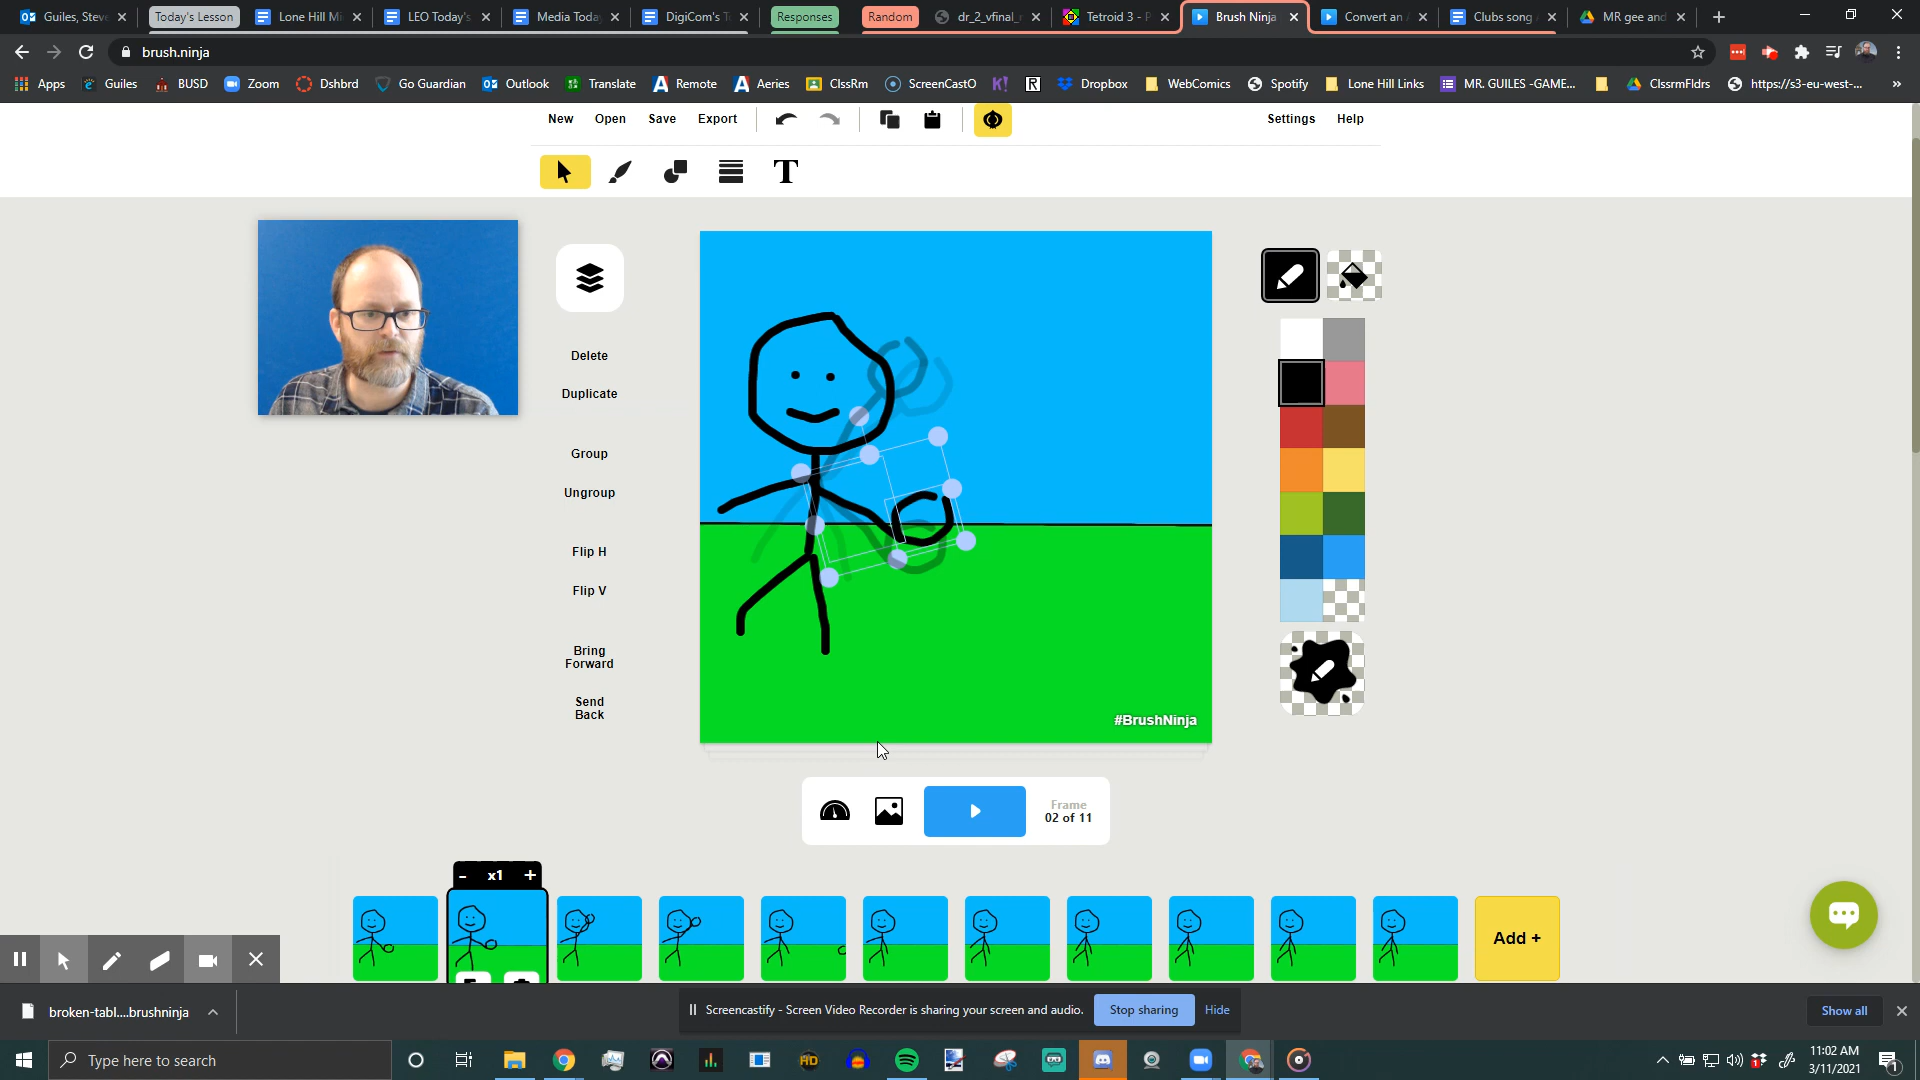 Guiles, Steve
Today's Lesson
Lone Hill Mi
LEO Today's
Media Toda
DigiCom's T
Responses
Random
dr_2_vfinal_
Tetroid 3 - P
Brush Ninja
Convert an
Clubs song
MR gee and
brush.ninja
Apps
Guiles
BUSD
Zoom
Dshbrd
Go Guardian
Outlook
Translate
Remote
Aeries
ClssRm
ScreenCastO
K!
R
Dropbox
WebComics
Spotify
Lone Hill Links
MR. GUILES -GAME...
ClssrmFldrs
https://s3-eu-west-...
»
New
Open
Save
Export
Settings
Help
T
Delete
Duplicate
Group
Ungroup
Flip H
Flip V
Bring
Forward
Send
Back
#BrushNinja
Frame
02 of 11
- x1 +
Add +
broken-tabl....brushninja
Screencastify - Screen Video Recorder is sharing your screen and audio.
Stop sharing
Hide
Show all
Type here to search
11:02 AM
3/11/2021